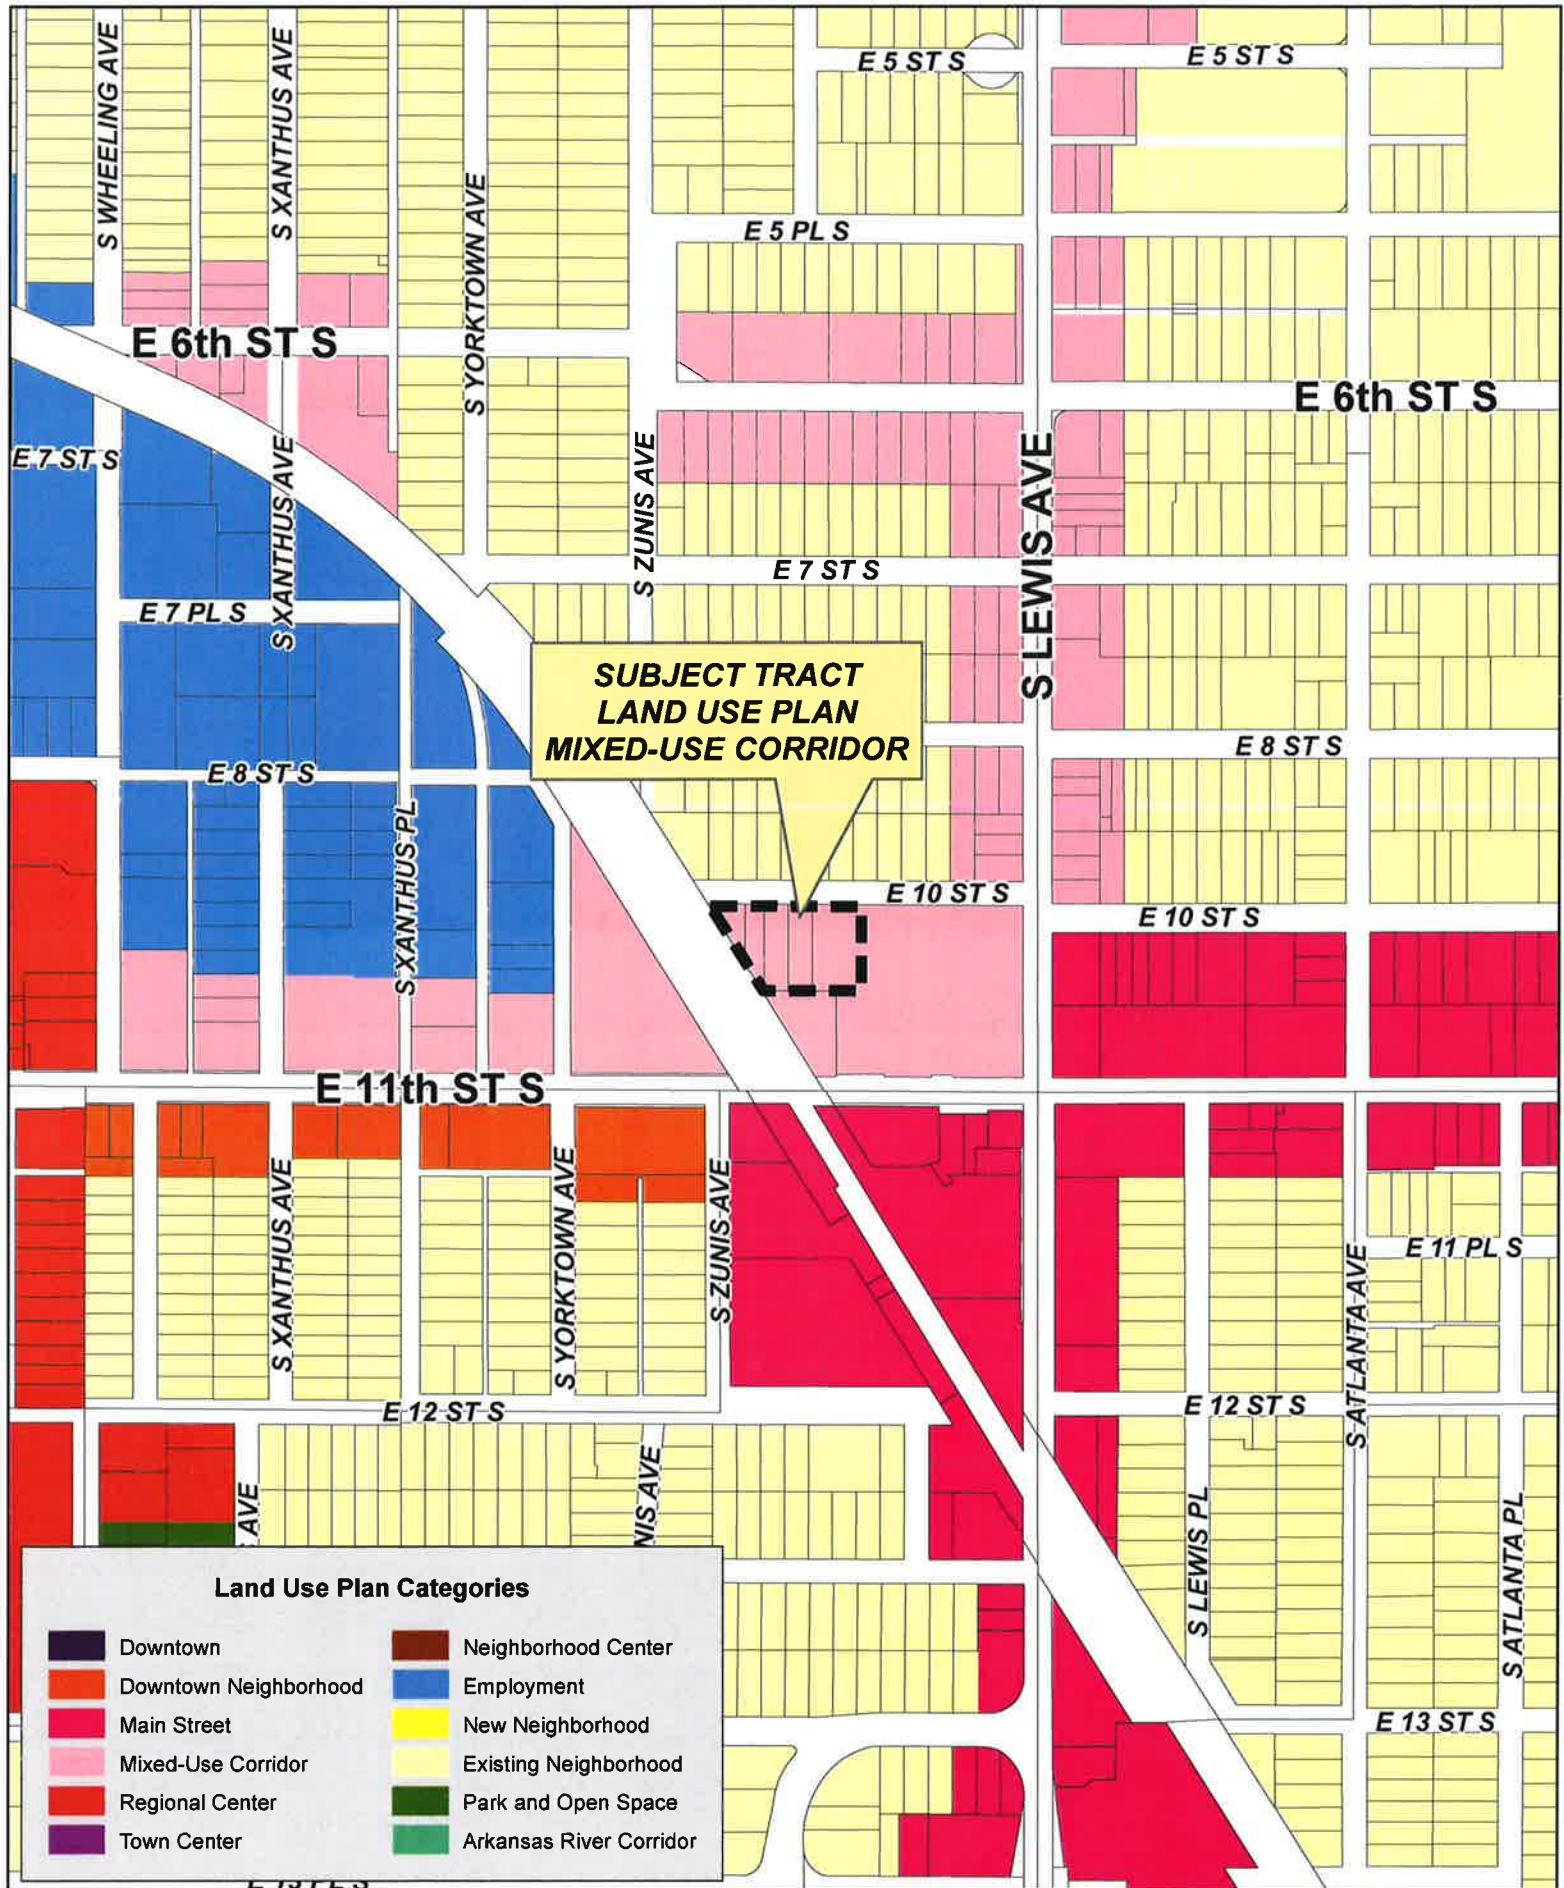 S WHEELING AVE
S XANTHUS AVE
S YORKTOWN AVE
E 5 ST S
E 5 ST S
E 5 PL S
E 6th ST S
E 6th ST S
E 7 ST S
S XANTHUS AVE
S ZUNIS AVE
S LEWIS AVE
E 7 ST S
E 7 PL S
SUBJECT TRACT
LAND USE PLAN
MIXED-USE CORRIDOR
E 8 ST S
E 8 ST S
S XANTHUS PL
E 10 ST S
E 10 ST S
E 11th ST S
S XANTHUS AVE
S YORKTOWN AVE
S ZUNIS AVE
E 11 PL S
S ATLANTA AVE
E 12 ST S
E 12 ST S
AVE
NIS AVE
S LEWIS PL
S ATLANTA PL
E 13 ST S
Land Use Plan Categories
Downtown
Downtown Neighborhood
Main Street
Mixed-Use Corridor
Regional Center
Town Center
Neighborhood Center
Employment
New Neighborhood
Existing Neighborhood
Park and Open Space
Arkansas River Corridor